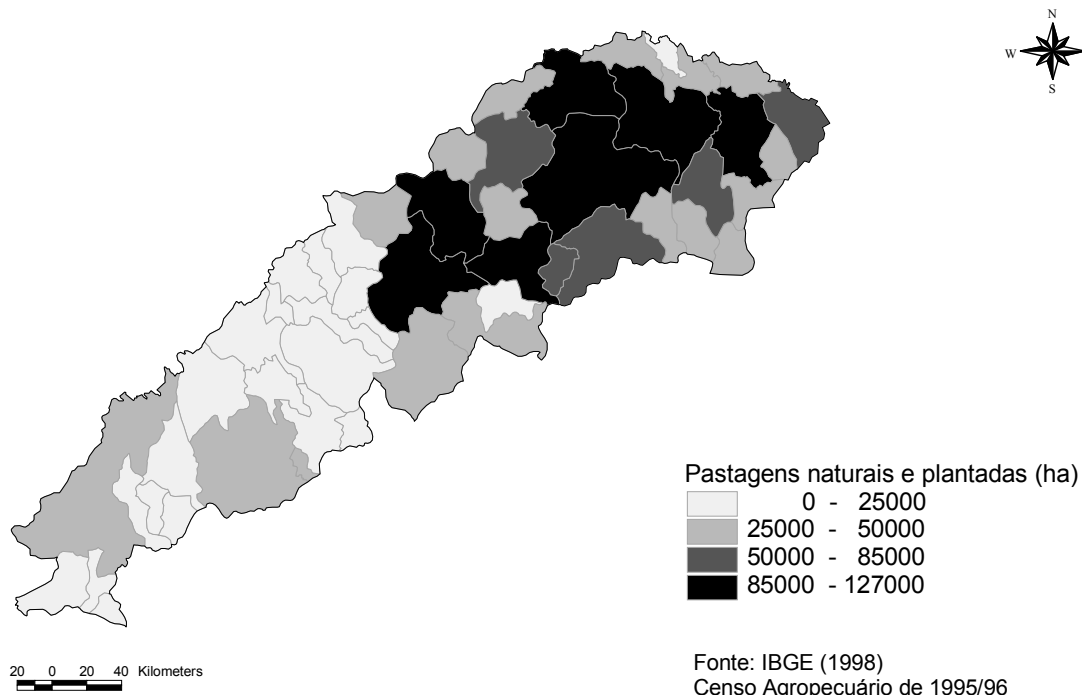 N
W
S
Pastagens naturais e plantadas (ha)
0 - 25000
25000 - 50000
50000 - 85000
85000 - 127000
20 0 20 40 Kilometers
Fonte: IBGE (1998)
Censo Agropecuário de 1995/96